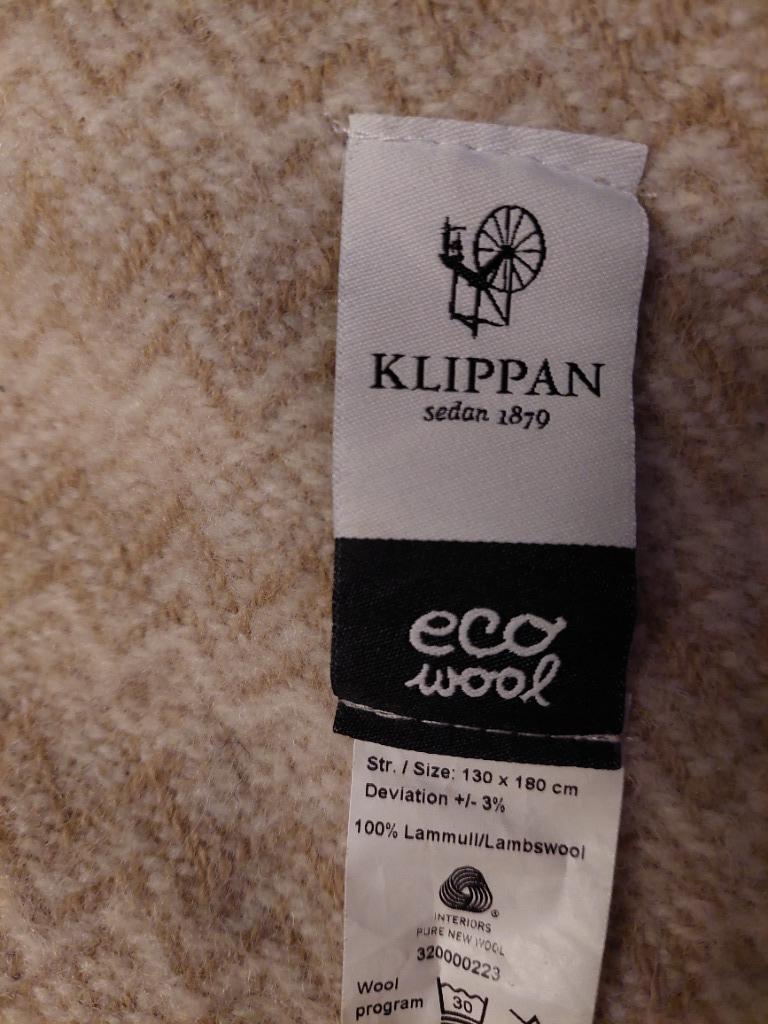 KLIPPAN
sedan 1879
eco
wool
Str. / Size: 130 x 180 cm
Deviation +/- 3%
100% Lammull/Lambswool
®
INTERIORS
PURE NEW WOOL
320000223
Wool
program
30